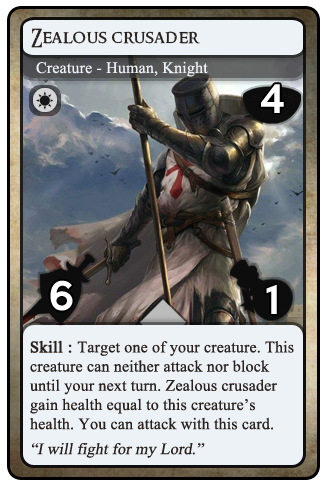 Zealous crusader
Creature - Human, Knight
4
6
1
Skill : Target one of your creature. This
creature can neither attack nor block
until your next turn. Zealous crusader
gain health equal to this creature's
health. You can attack with this card.
“I will fight for my Lord.”